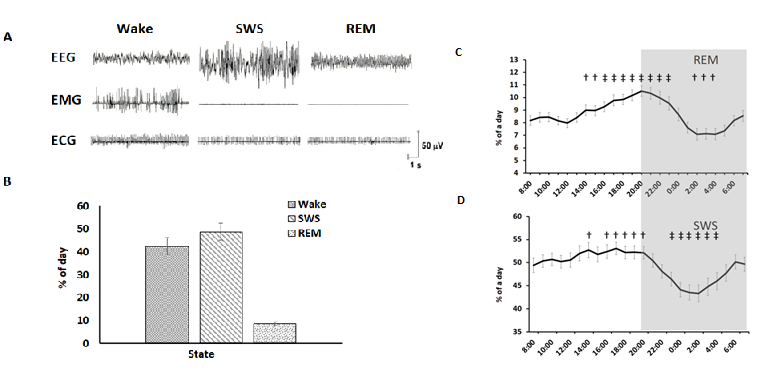 Wake SWS REM
A
EEG
EMG
ECG
50 µV
1 s
B
Wake
SWS
REM
60
50
40
30
20
10
0
% of day
State
C
REM
13
12
11
10
9
8
7
6
5
4
% of a day
† † ‡ ‡ ‡ ‡ ‡ ‡ ‡ ‡ † † †
8:00 10:00 12:00 14:00 16:00 18:00 20:00 22:00 0:00 2:00 4:00 6:00
D
SWS
60
55
50
45
40
35
% of a day
† † † † † † ‡ ‡ ‡ ‡ ‡ ‡
8:00 10:00 12:00 14:00 16:00 18:00 20:00 22:00 0:00 2:00 4:00 6:00